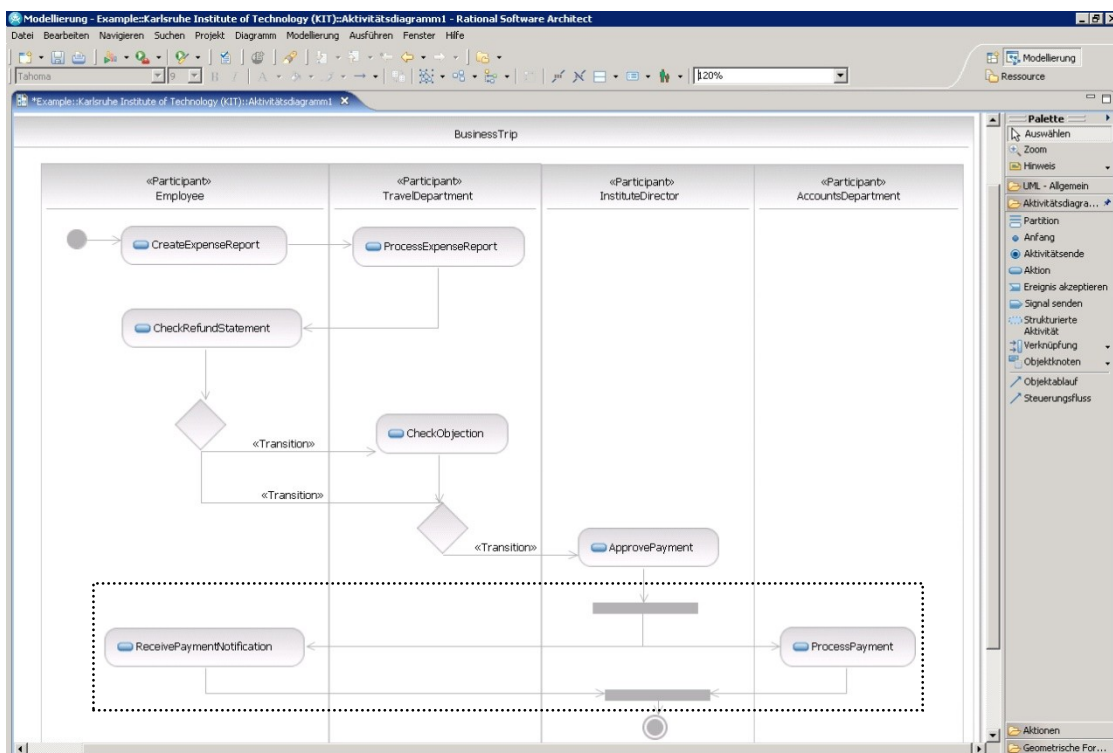 Modellierung - Example::Karlsruhe Institute of Technology (KIT)::Aktivitätsdiagramm1 - Rational Software Architect
Datei Bearbeiten Navigieren Suchen Projekt Diagramm Modellierung Ausführen Fenster Hilfe
Tahoma 9 B I A 120%
Modellierung
Ressource
*Example::Karlsruhe Institute of Technology (KIT)::Aktivitätsdiagramm1
BusinessTrip
«Participant»
Employee
«Participant»
TravelDepartment
«Participant»
InstituteDirector
«Participant»
AccountsDepartment
CreateExpenseReport
ProcessExpenseReport
CheckRefundStatement
«Transition»
CheckObjection
«Transition»
«Transition»
ApprovePayment
ReceivePaymentNotification
ProcessPayment
Palette
Auswählen
Zoom
Hinweis
UML - Allgemein
Aktivitätsdiagra...
Partition
Anfang
Aktivitätsende
Aktion
Ereignis akzeptieren
Signal senden
Strukturierte
Aktivität
Verknüpfung
Objektknoten
Objektablauf
Steuerungsfluss
Aktionen
Geometrische For...